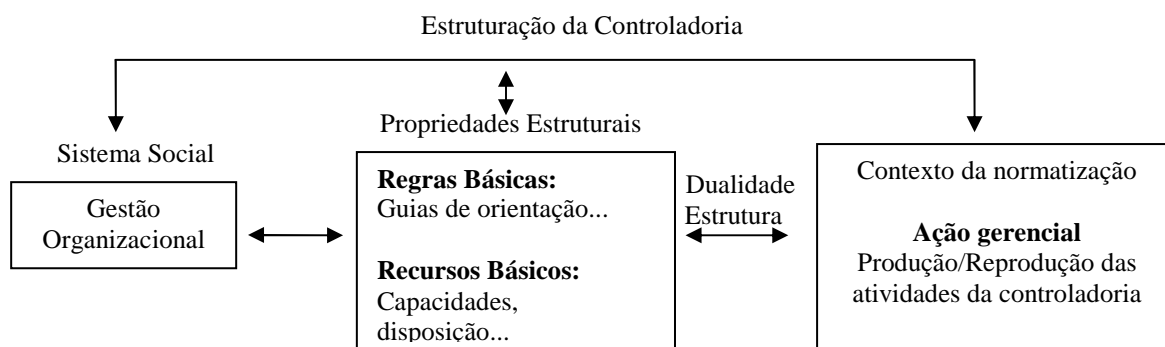 Estruturação da Controladoria
Propriedades Estruturais
Sistema Social
Gestão
Organizacional
Regras Básicas:
Guias de orientação...
Recursos Básicos:
Capacidades,
disposição...
Dualidade
Estrutura
Contexto da normatização
Ação gerencial
Produção/Reprodução das
atividades da controladoria